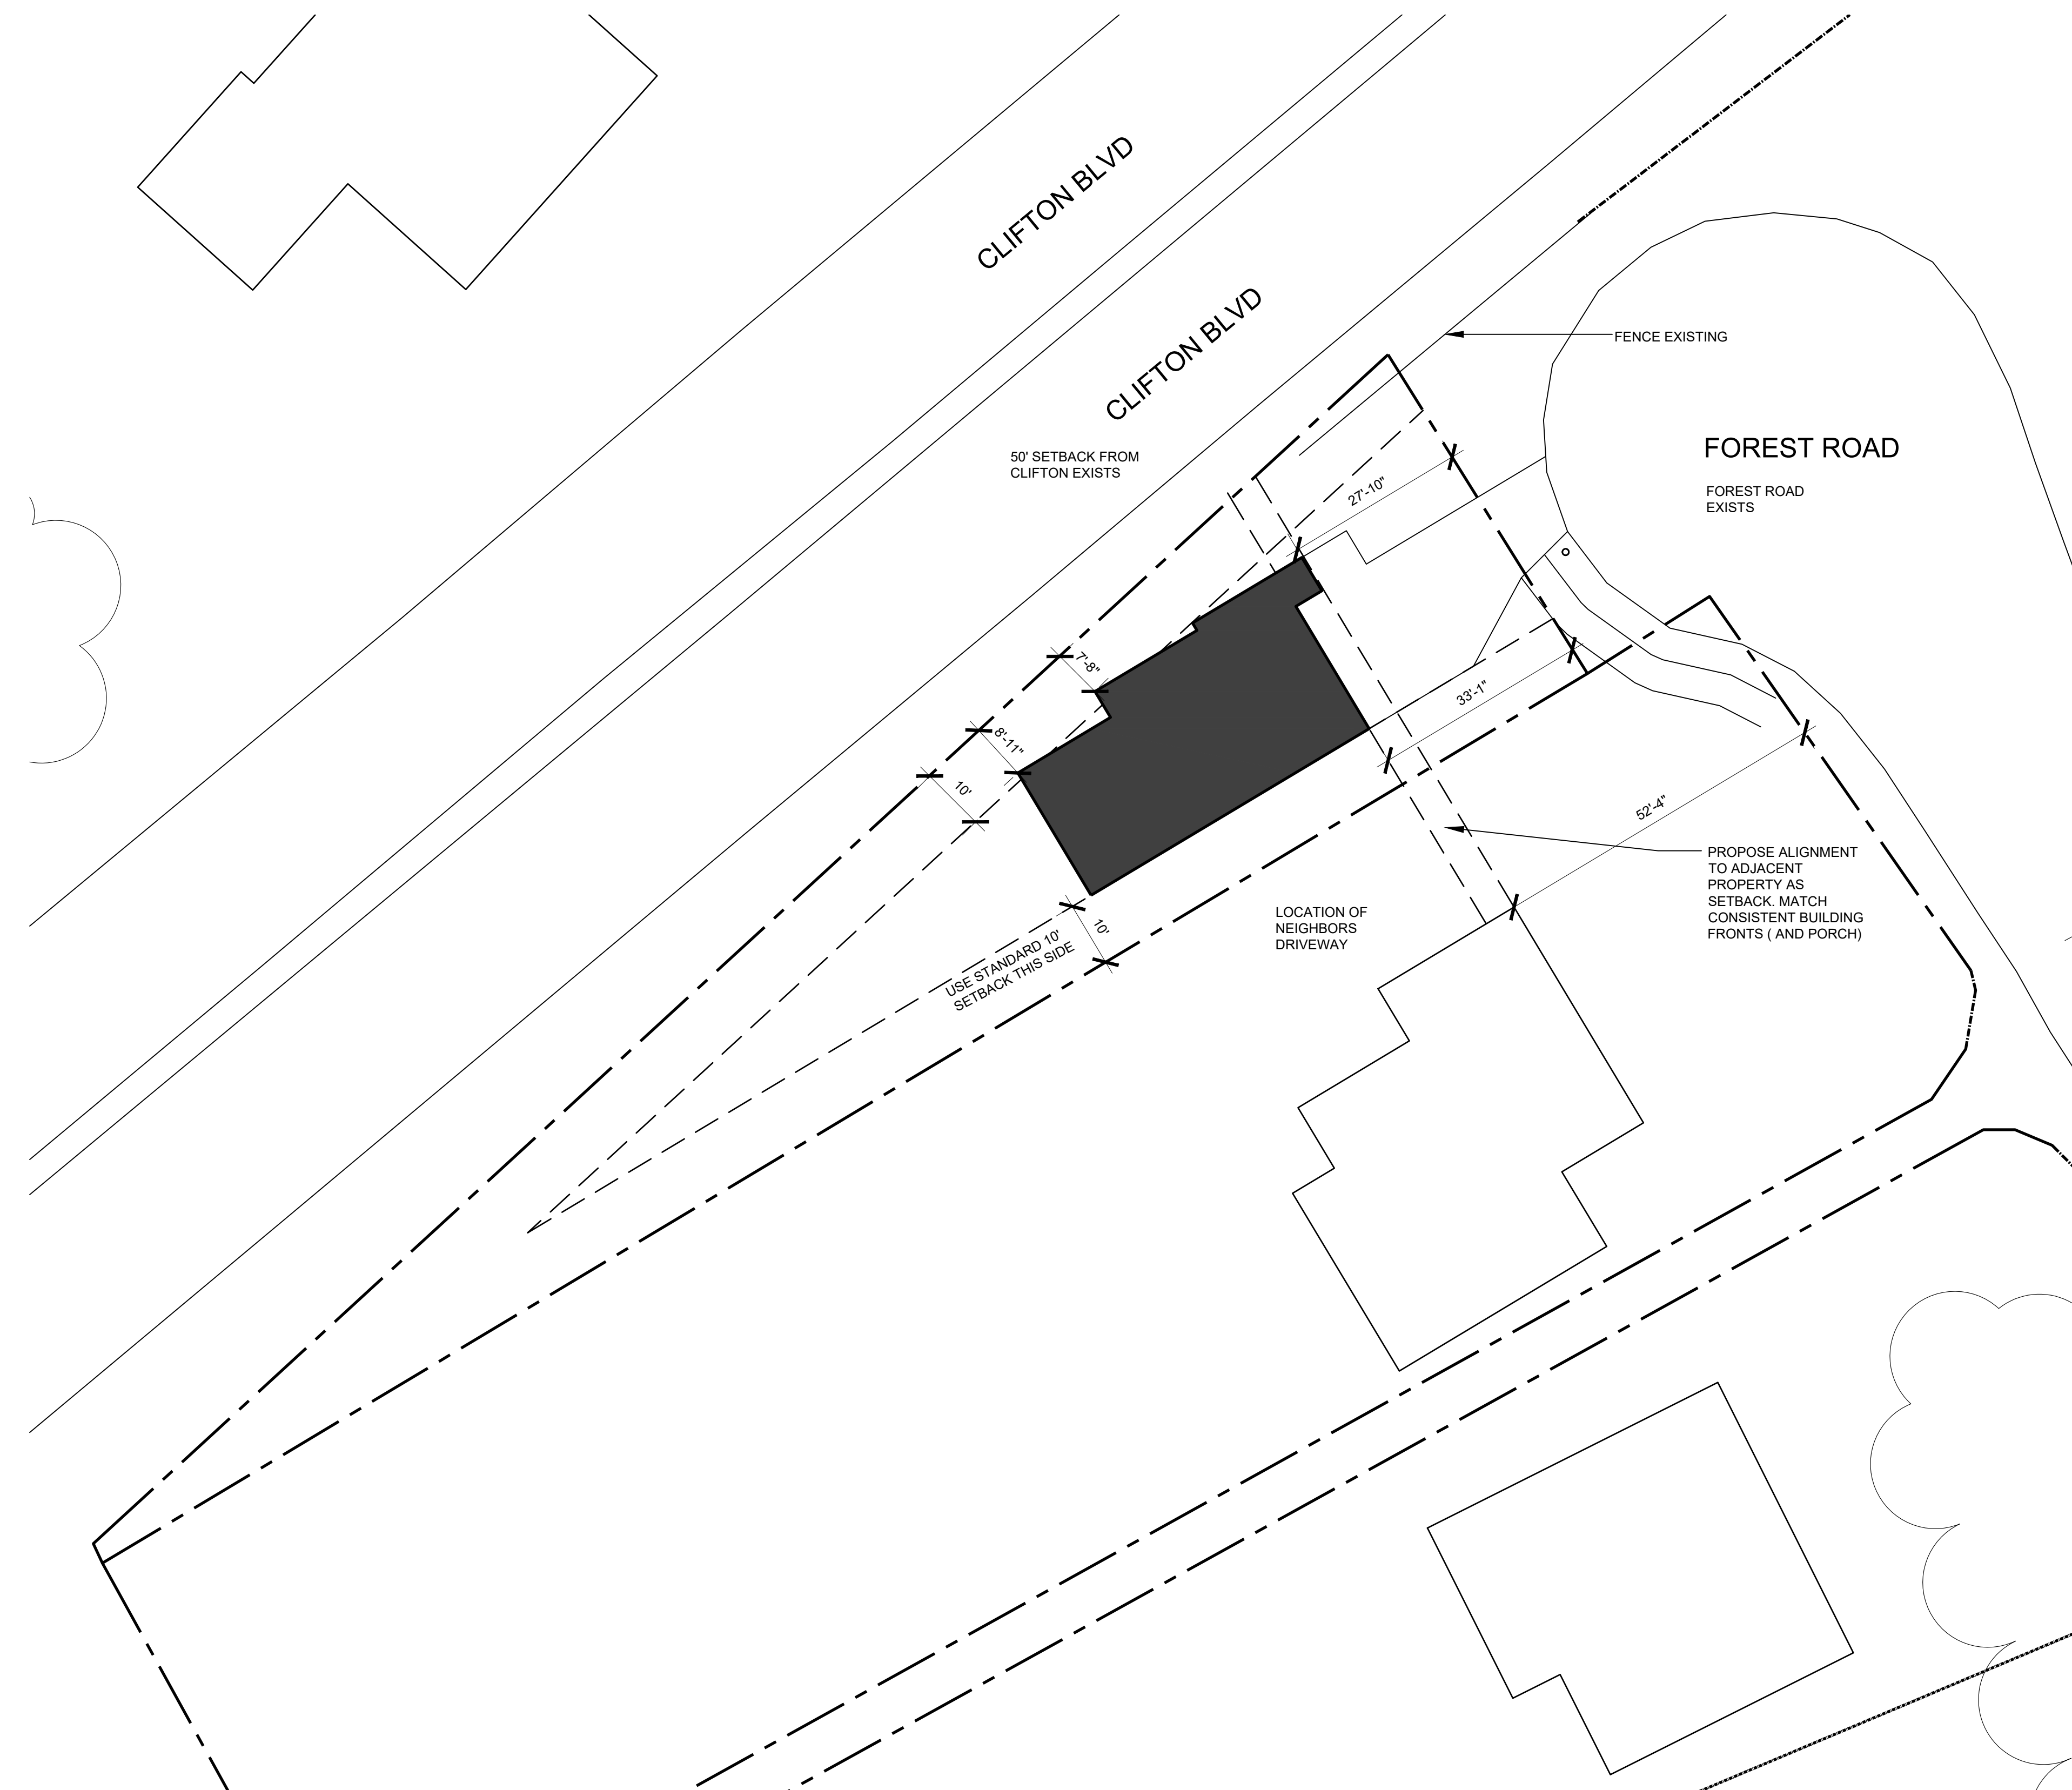 CLIFTON BLVD
CLIFTON BLVD
FENCE EXISTING
50' SETBACK FROM
CLIFTON EXISTS
FOREST ROAD
FOREST ROAD
EXISTS
27'-10"
7'-8"
8'-11"
10'
33'-1"
52'-4"
PROPOSE ALIGNMENT
TO ADJACENT
PROPERTY AS
SETBACK. MATCH
CONSISTENT BUILDING
FRONTS ( AND PORCH)
LOCATION OF
NEIGHBORS
DRIVEWAY
10'
USE STANDARD 10'
SETBACK THIS SIDE